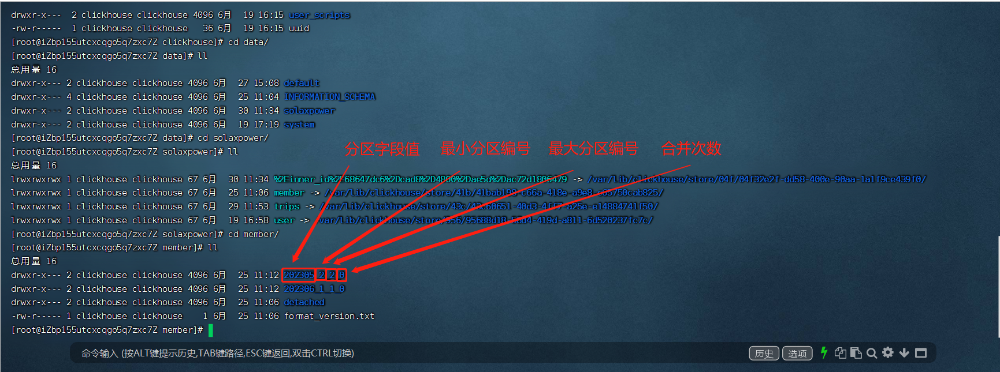 drwxr-x---  2 clickhouse clickhouse 4096 6月  19 16:15 user_scripts
-rw-r-----  1 clickhouse clickhouse   36 6月  19 16:15 uuid
[root@iZbp155utcxcqgo5q7zxc7Z clickhouse]# cd data/
[root@iZbp155utcxcqgo5q7zxc7Z data]# ll
总用量 16
drwxr-x--- 2 clickhouse clickhouse 4096 6月  27 15:08 default
drwxr-x--- 4 clickhouse clickhouse 4096 6月  25 11:04 INFORMATION_SCHEMA
drwxr-x--- 2 clickhouse clickhouse 4096 6月  30 11:34 solaxpower
drwxr-x--- 2 clickhouse clickhouse 4096 6月  19 17:19 system
[root@iZbp155utcxcqgo5q7zxc7Z data]# cd solaxpower/
分区字段值 最小分区编号 最大分区编号 合并次数
[root@iZbp155utcxcqgo5q7zxc7Z solaxpower]# ll
总用量 16
lrwxrwxrwx 1 clickhouse clickhouse 67 6月  30 11:34 %2Einner_id%2E68647dc6%2Dcad8%2D4800%2Dae5d%2Dac72d1806479 -> /var/lib/clickhouse/store/04f/04f32e2f-dd58-400e-90aa-1a1f9ce439f0/
lrwxrwxrwx 1 clickhouse clickhouse 67 6月  25 11:06 member -> /var/lib/clickhouse/store/41b/41bab198-c66a-418e-a9e8-c65750cab825/
lrwxrwxrwx 1 clickhouse clickhouse 67 6月  29 11:53 trips -> /var/lib/clickhouse/store/43c/43c60651-40d3-4ff7-a25e-e14884741f50/
lrwxrwxrwx 1 clickhouse clickhouse 67 6月  19 16:58 user -> /var/lib/clickhouse/store/956/95688d18-58d4-419d-a811-6d520237fc7c/
[root@iZbp155utcxcqgo5q7zxc7Z solaxpower]# cd member/
[root@iZbp155utcxcqgo5q7zxc7Z member]# ll
总用量 16
drwxr-x--- 2 clickhouse clickhouse 4096 6月  25 11:12 202305_2_2_0
drwxr-x--- 2 clickhouse clickhouse 4096 6月  25 11:12 202306_1_1_0
drwxr-x--- 2 clickhouse clickhouse 4096 6月  25 11:06 detached
-rw-r----- 1 clickhouse clickhouse    1 6月  25 11:06 format_version.txt
[root@iZbp155utcxcqgo5q7zxc7Z member]#
命令输入 (按ALT键提示历史,TAB键路径,ESC键返回,双击CTRL切换) 历史 选项